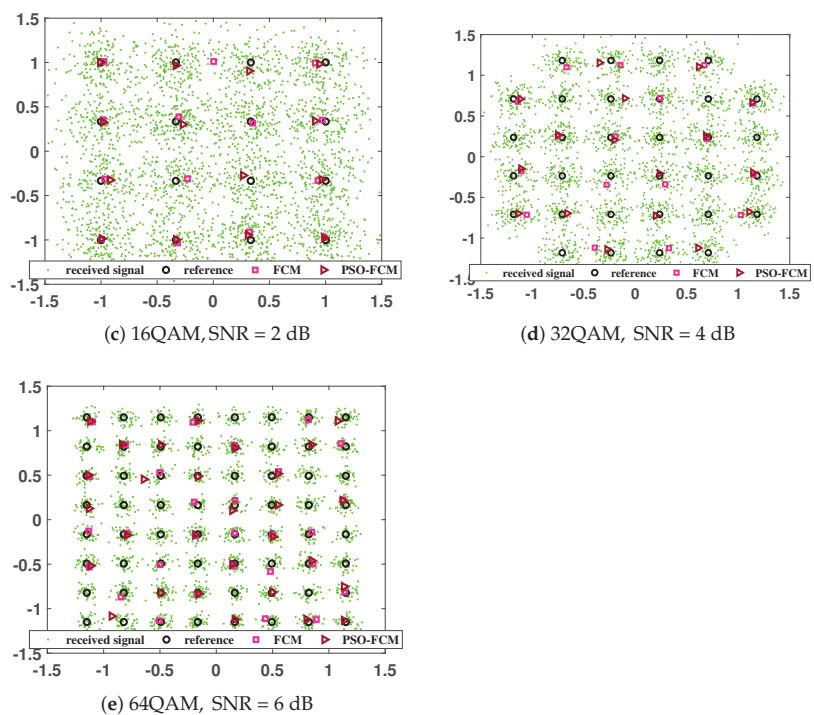 1.5
1
0.5
0
-0.5
-1
-1.5
received signal reference FCM PSO-FCM
-1.5 -1 -0.5 0 0.5 1 1.5
(c) 16QAM, SNR = 2 dB
1.5
1
0.5
0
-0.5
-1
-1.5
received signal reference FCM PSO-FCM
-1 -0.5 0 0.5 1 1.5
(d) 32QAM, SNR = 4 dB
1.5
1
0.5
0
-0.5
-1
-1.5
received signal reference FCM PSO-FCM
-1.5 -1 -0.5 0 0.5 1 1.5
(e) 64QAM, SNR = 6 dB